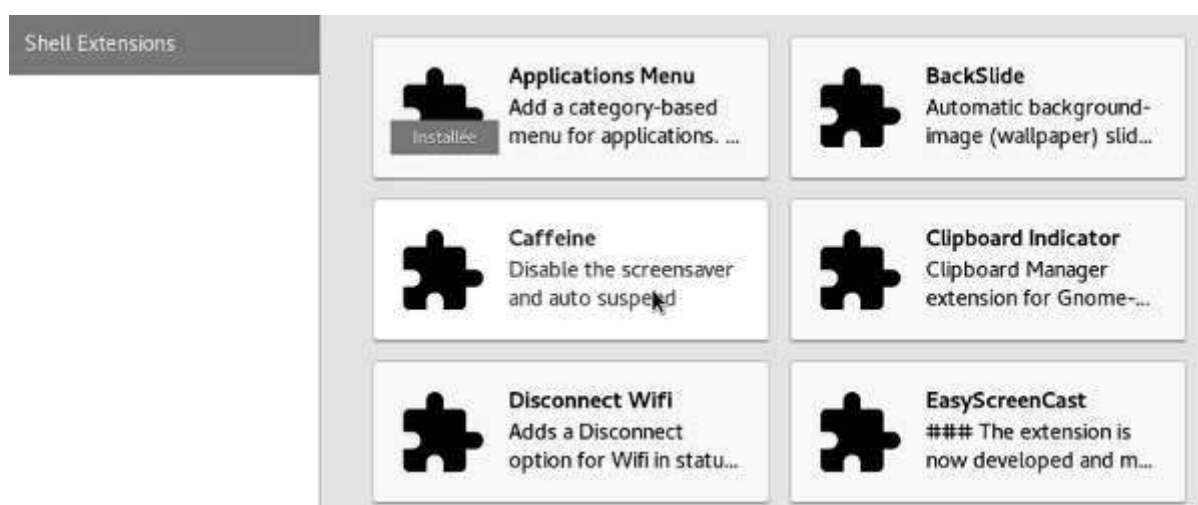 Shell Extensions
Applications Menu
Add a category-based
menu for applications. ...
Installée
BackSlide
Automatic background-
image (wallpaper) slid...
Caffeine
Disable the screensaver
and auto suspend
Clipboard Indicator
Clipboard Manager
extension for Gnome-...
Disconnect Wifi
Adds a Disconnect
option for Wifi in statu...
EasyScreenCast
### The extension is
now developed and m...